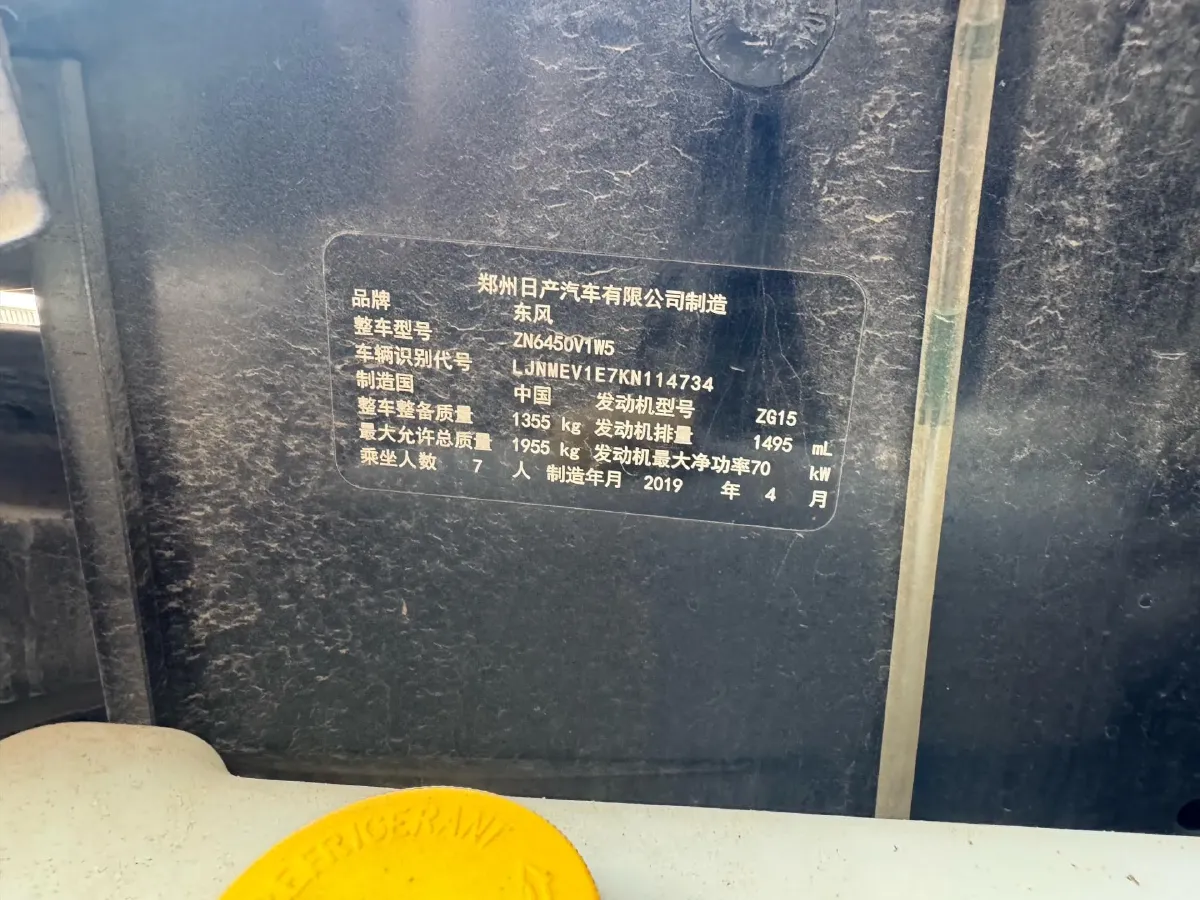 郑州日产汽车有限公司制造
品牌 东风
整车型号 ZN6450V1W5
车辆识别代号 LJNMEV1E7KN114734
制造国 中国 发动机型号 ZG15
整车整备质量 1355 kg 发动机排量 1495 mL
最大允许总质量 1955 kg 发动机最大净功率70 kW
乘坐人数 7 人 制造年月 2019 年 4 月
REFRIGERANT